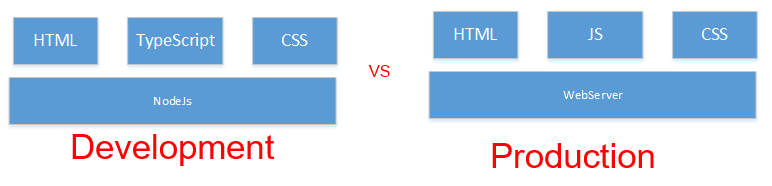 HTML TypeScript CSS
NodeJs
Development
vs
HTML JS CSS
WebServer
Production